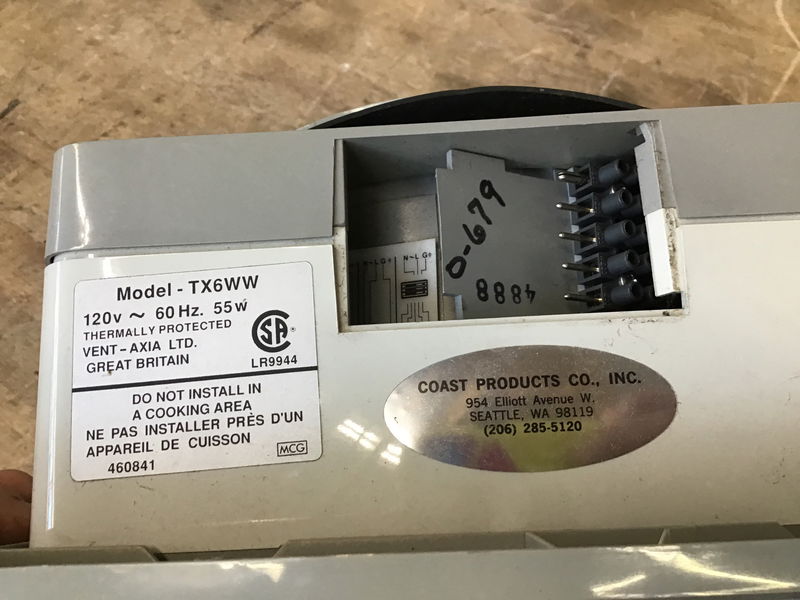 Model - TX6WW
120v ~ 60 Hz. 55w
THERMALLY PROTECTED
VENT-AXIA LTD.
GREAT BRITAIN
LR9944
DO NOT INSTALL IN
A COOKING AREA
NE PAS INSTALLER PRÈS D'UN
APPAREIL DE CUISSON
460841
MCG
0-679
4888
N~LG+
N~LG+
COAST PRODUCTS CO., INC.
954 Elliott Avenue W.
SEATTLE, WA 98119
(206) 285-5120